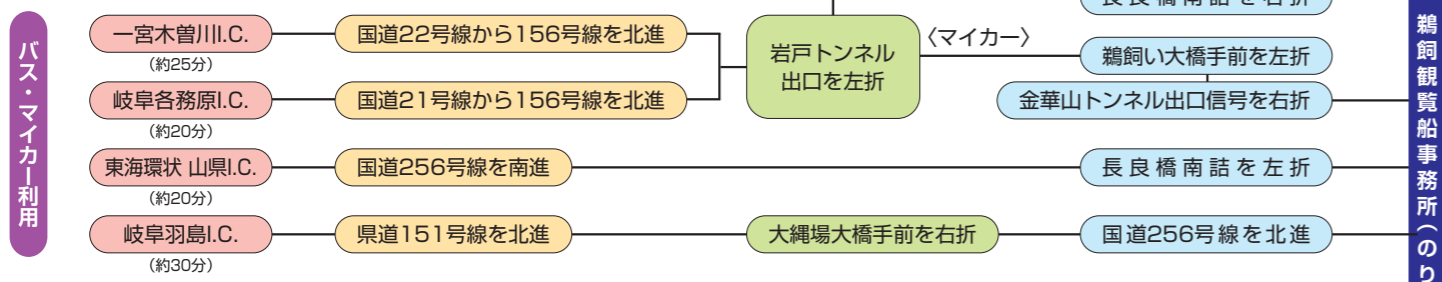 バス・マイカー利用
一宮木曽川I.C.
(約25分)
国道22号線から156号線を北進
岐阜各務原I.C.
(約20分)
国道21号線から156号線を北進
岩戸トンネル
出口を左折
〈マイカー〉
長良橋南詰を右折
鵜飼い大橋手前を左折
金華山トンネル出口信号を右折
東海環状 山県I.C.
(約20分)
国道256号線を南進
長良橋南詰を左折
岐阜羽島I.C.
(約30分)
県道151号線を北進
大縄場大橋手前を右折
国道256号線を北進
鵜飼観覧船事務所(のり